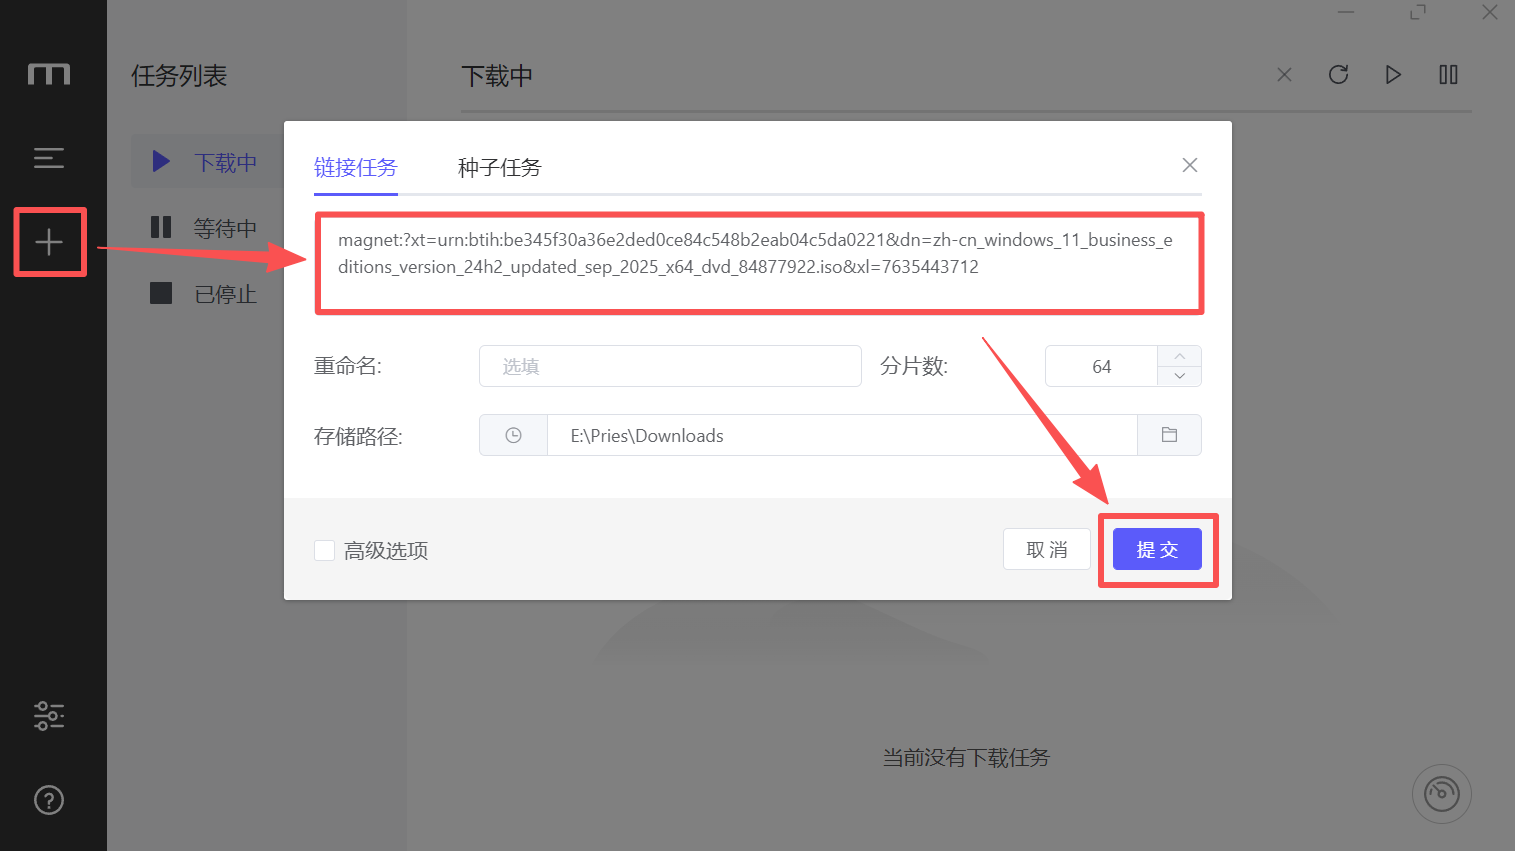 任务列表
下载中
等待中
已停止
下载中
链接任务
种子任务
magnet:?xt=urn:btih:be345f30a36e2ded0ce84c548b2eab04c5da0221&dn=zh-cn_windows_11_business_e
ditions_version_24h2_updated_sep_2025_x64_dvd_84877922.iso&xl=7635443712
重命名:
选填
分片数:
64
存储路径:
E:\Pries\Downloads
高级选项
取消
提交
当前没有下载任务